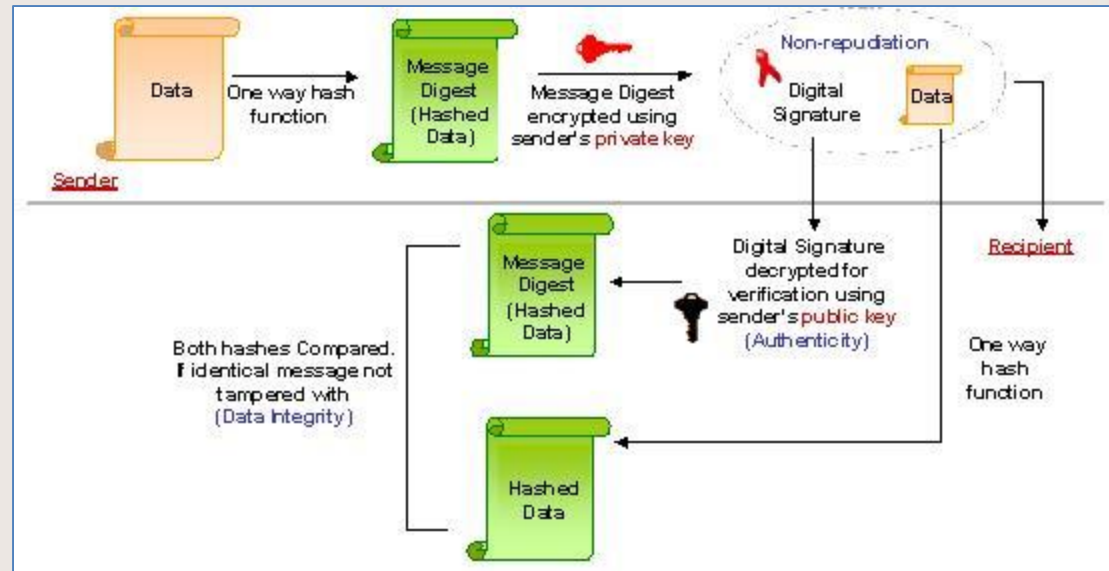 Data
One way hash
function
Message
Digest
(Hashed
Data)
Message Digest
encrypted using
sender's private key
Non-repudiation
Digital
Signature
Data
Sender
Recipient
Digital Signature
decrypted for
verification using
sender's public key
(Authenticity)
Message
Digest
(Hashed
Data)
One way
hash
function
Both hashes Compared.
If identical message not
tampered with
(Data Integrity)
Hashed
Data